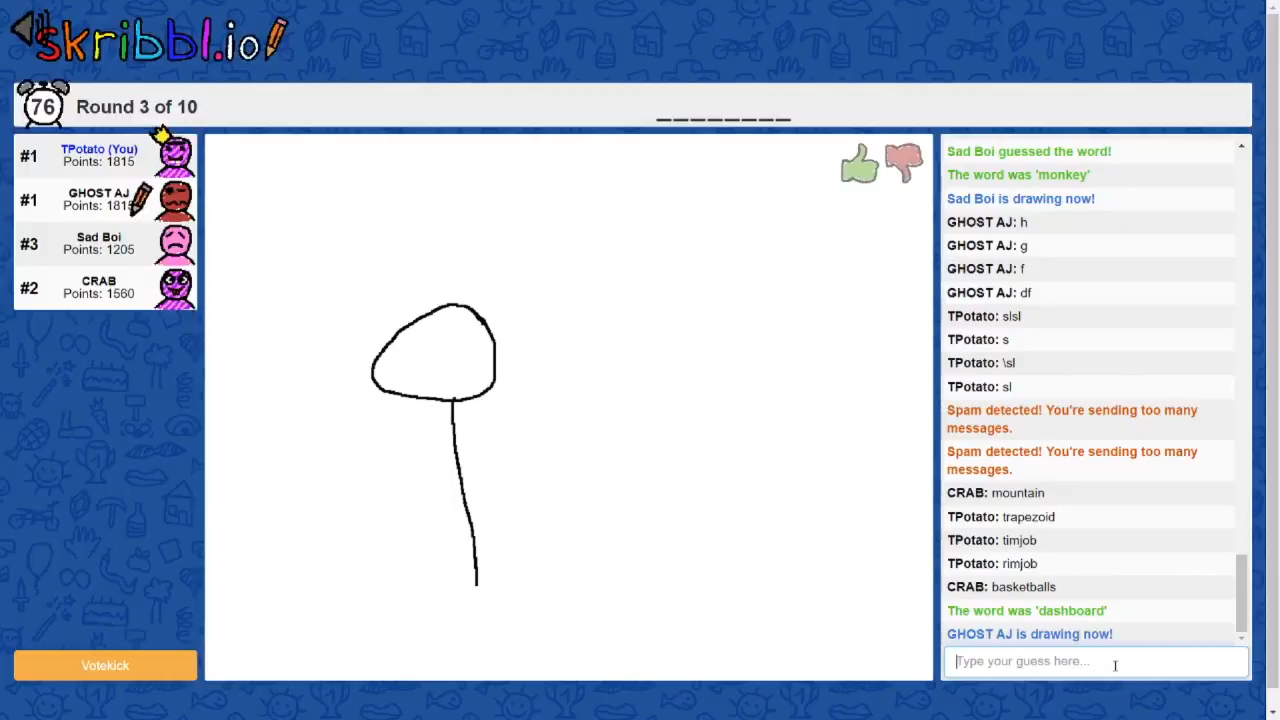 skribbl.io
76 Round 3 of 10 ________
#1 TPotato (You)
Points: 1815
#1 GHOST AJ
Points: 1815
#3 Sad Boi
Points: 1205
#2 CRAB
Points: 1560
Votekick
Sad Boi guessed the word!
The word was 'monkey'
Sad Boi is drawing now!
GHOST AJ: h
GHOST AJ: g
GHOST AJ: f
GHOST AJ: df
TPotato: slsl
TPotato: s
TPotato: \sl
TPotato: sl
Spam detected! You're sending too many
messages.
Spam detected! You're sending too many
messages.
CRAB: mountain
TPotato: trapezoid
TPotato: timjob
TPotato: rimjob
CRAB: basketballs
The word was 'dashboard'
GHOST AJ is drawing now!
Type your guess here...